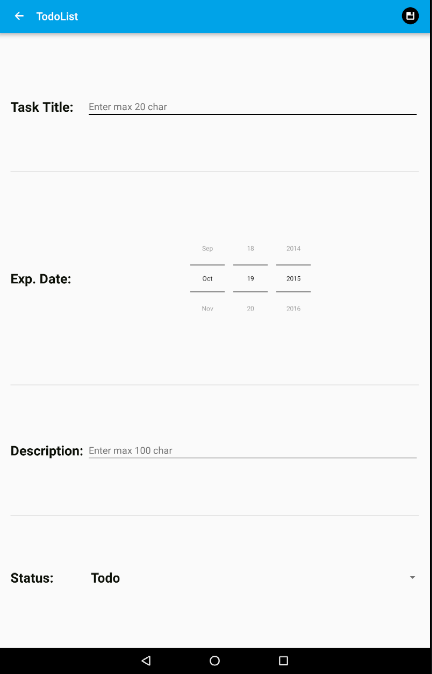 TodoList
Task Title: Enter max 20 char
Sep 18 2014
Exp. Date: Oct 19 2015
Nov 20 2016
Description: Enter max 100 char
Status: Todo